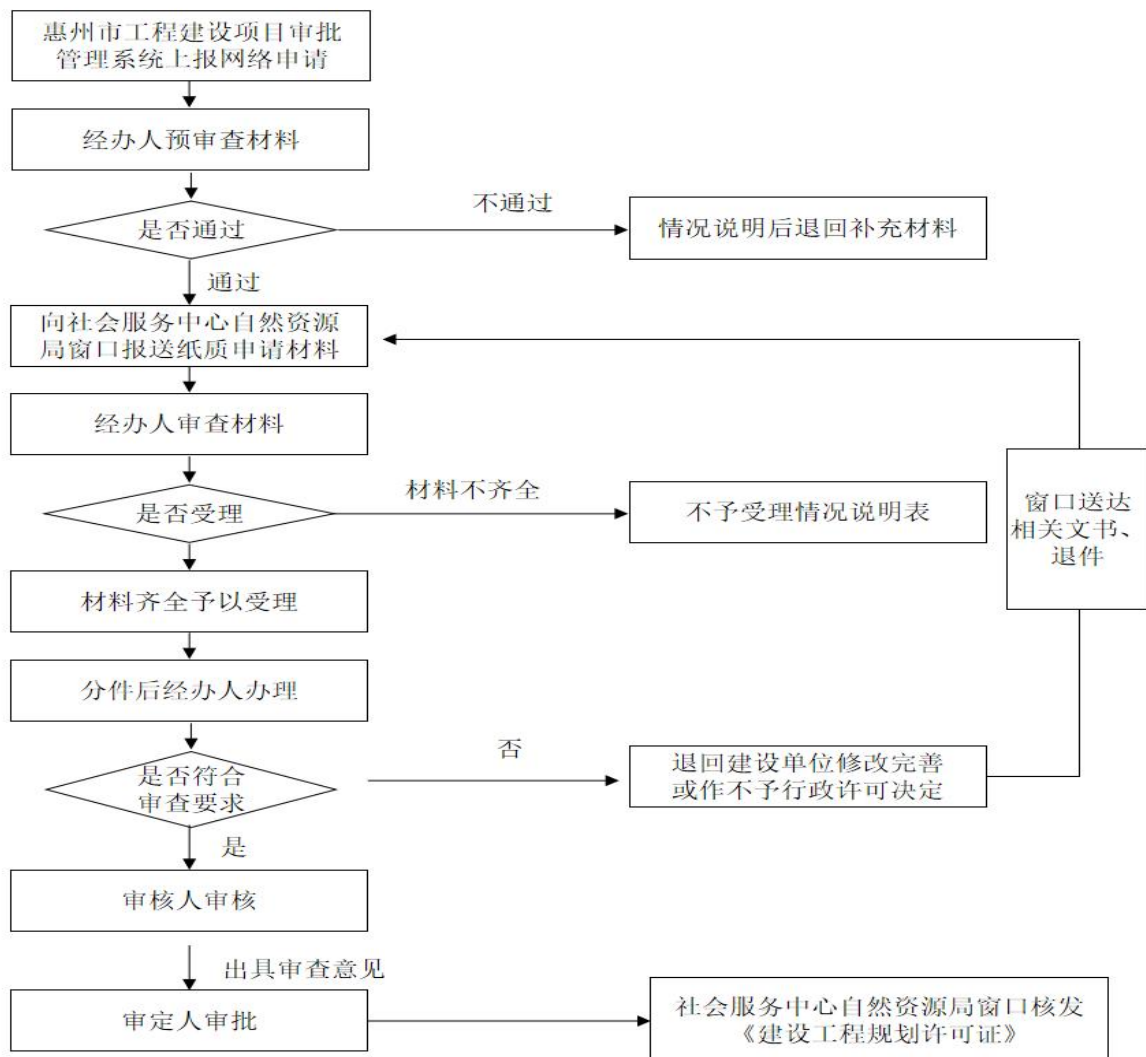 惠州市工程建设项目审批
管理系统上报网络申请
经办人预审查材料
是否通过
不通过
情况说明后退回补充材料
通过
向社会服务中心自然资源
局窗口报送纸质申请材料
经办人审查材料
是否受理
材料不齐全
不予受理情况说明表
窗口送达
相关文书、
退件
材料齐全予以受理
分件后经办人办理
是否符合
审查要求
否
退回建设单位修改完善
或作不予行政许可决定
是
审核人审核
出具审查意见
审定人审批
社会服务中心自然资源局窗口核发
《建设工程规划许可证》